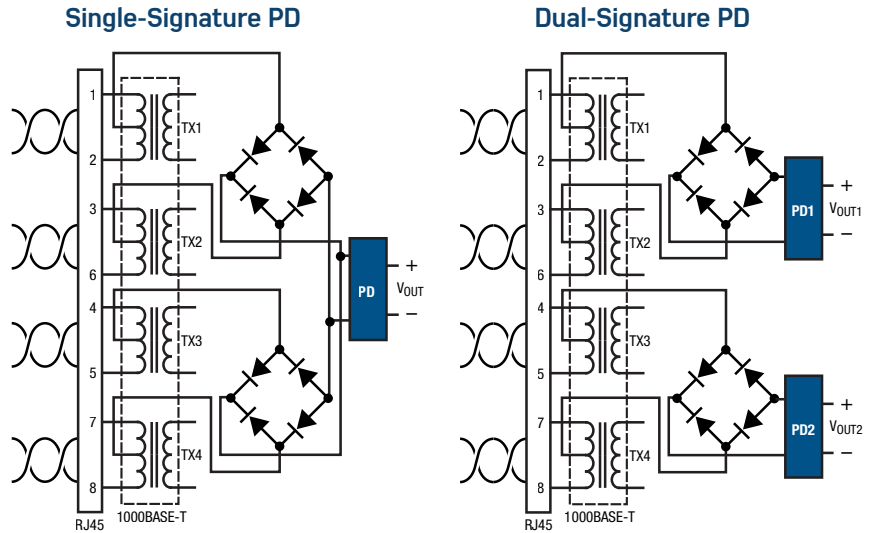 Single-Signature PD
1
2
3
6
4
5
7
8
TX1
TX2
TX3
TX4
PD
+
VOUT
−
RJ45
1000BASE-T
Dual-Signature PD
1
2
3
6
4
5
7
8
TX1
TX2
TX3
TX4
PD1
+
VOUT1
−
PD2
+
VOUT2
−
RJ45
1000BASE-T